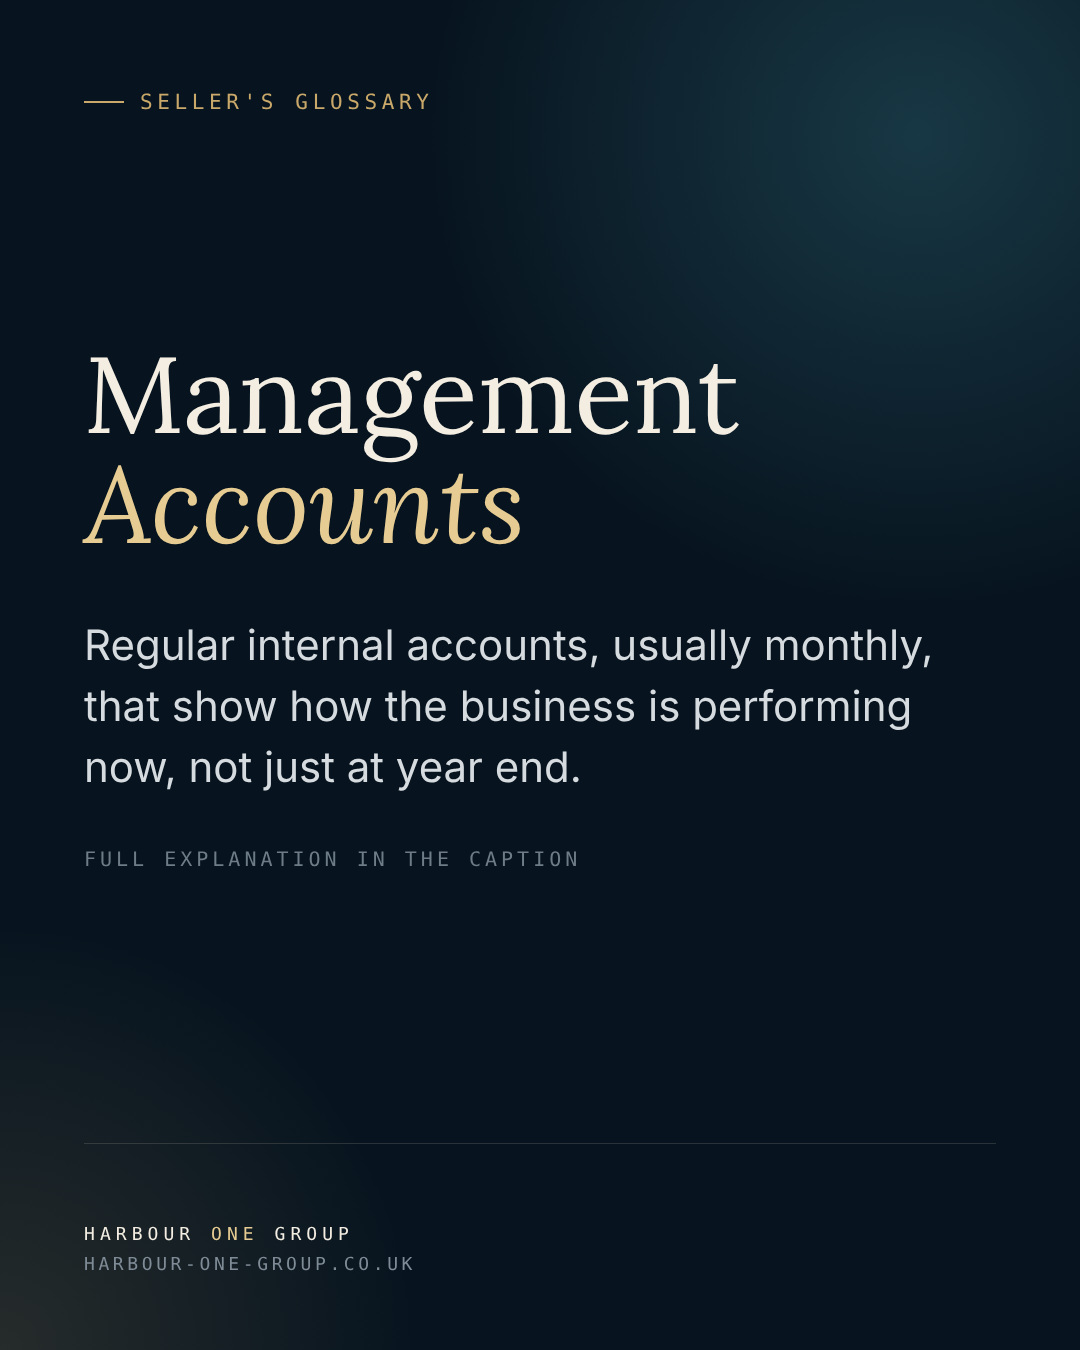 SELLER'S GLOSSARY
Management
Accounts
Regular internal accounts, usually monthly,
that show how the business is performing
now, not just at year end.
FULL EXPLANATION IN THE CAPTION
HARBOUR ONE GROUP
HARBOUR-ONE-GROUP.CO.UK